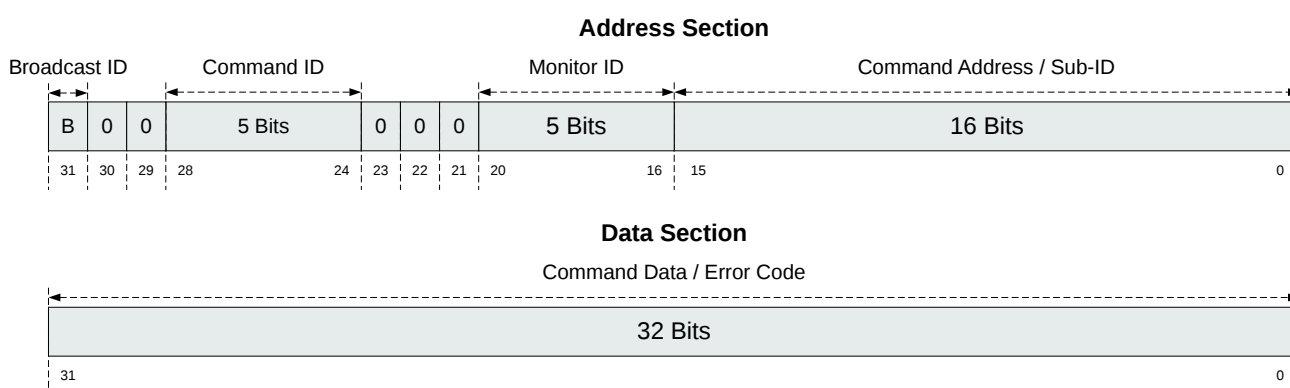 Address Section
Broadcast ID Command ID Monitor ID Command Address / Sub-ID
B 0 0 5 Bits 0 0 0 5 Bits 16 Bits
31 30 29 28 24 23 22 21 20 16 15 0
Data Section
Command Data / Error Code
32 Bits
31 0